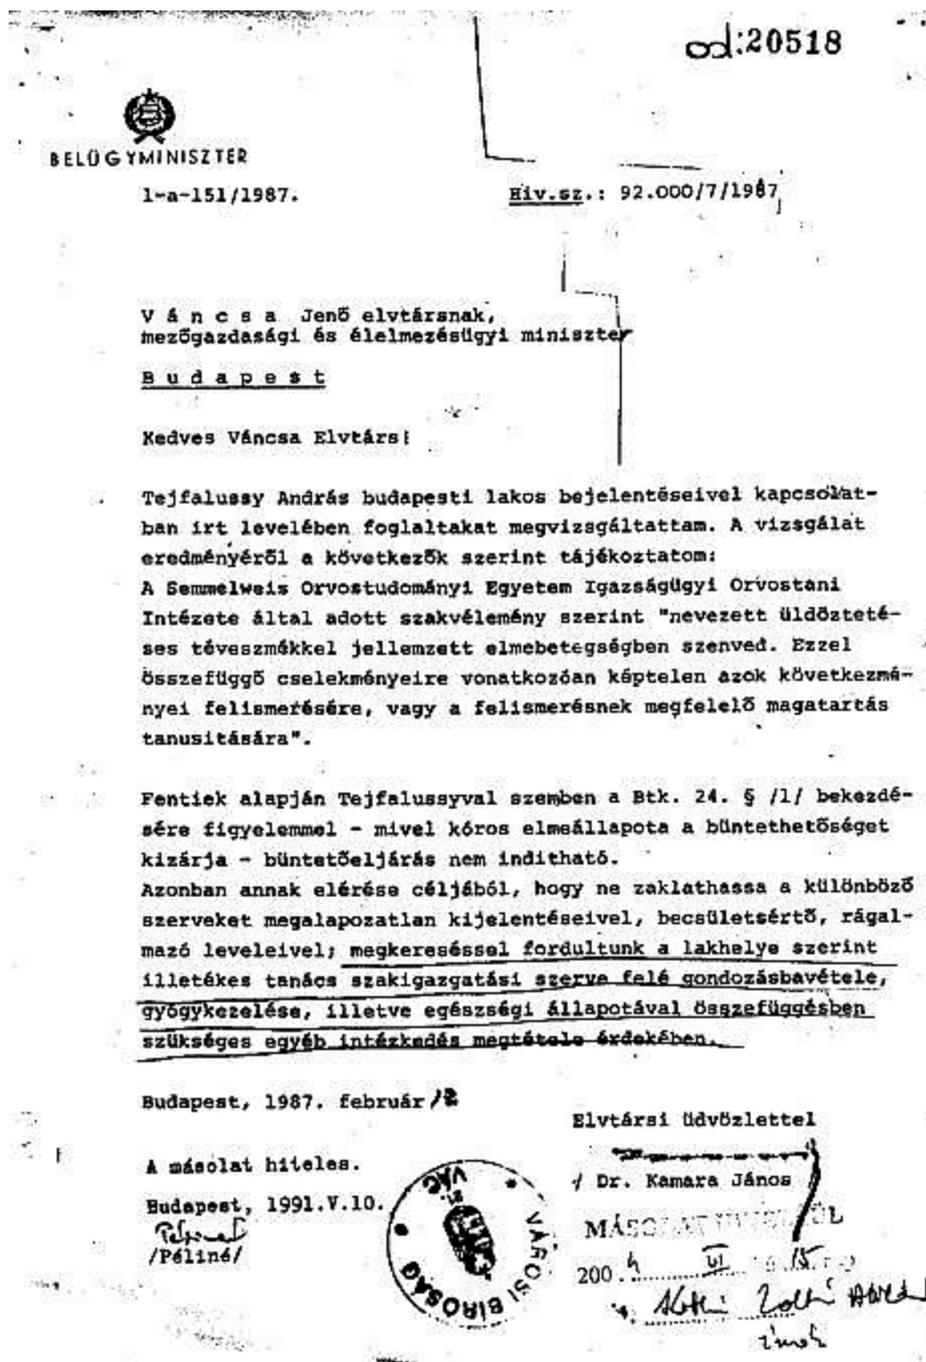 od:20518
BELÜGYMINISZTER
1-a-151/1987.
Hiv.sz.: 92.000/7/1987
V á n c s a Jenő elvtársnak,
mezőgazdasági és élelmezésügyi miniszter
B u d a p e s t
Kedves Váncsa Elvtárs!
Tejfalussy András budapesti lakos bejelentéseivel kapcsolat-
ban irt levelében foglaltakat megvizsgáltattam. A vizsgálat
eredményéről a következők szerint tájékoztatom:
A Semmelweis Orvostudományi Egyetem Igazságügyi Orvostani
Intézete által adott szakvélemény szerint "nevezett üldözteté-
ses téveszmékkel jellemzett elmebetegségben szenved. Ezzel
összefüggő cselekményeire vonatkozóan képtelen azok következmé-
nyei felismerésére, vagy a felismerésnek megfelelő magatartás
tanusitására".
Fentiek alapján Tejfalussyval szemben a Btk. 24. § /1/ bekezdé-
sére figyelemmel - mivel kóros elmeállapota a büntethetőséget
kizárja - büntetőeljárás nem inditható.
Azonban annak elérése céljából, hogy ne zaklathassa a különböző
szerveket megalapozatlan kijelentéseivel, becsületsértő, rágal-
mazó leveleivel; megkereséssel fordultunk a lakhelye szerint
illetékes tanács szakigazgatási szerve felé gondozásbavétele,
gyógykezelése, illetve egészségi állapotával összefüggésben
szükséges egyéb intézkedés megtétele érdekében.
Budapest, 1987. február 12
Elvtársi üdvözlettel
/ Dr. Kamara János
A másolat hiteles.
Budapest, 1991.V.10.
/Péliné/
VÁROSI BÍRÓSÁG
VÁC
200 4 VI 15